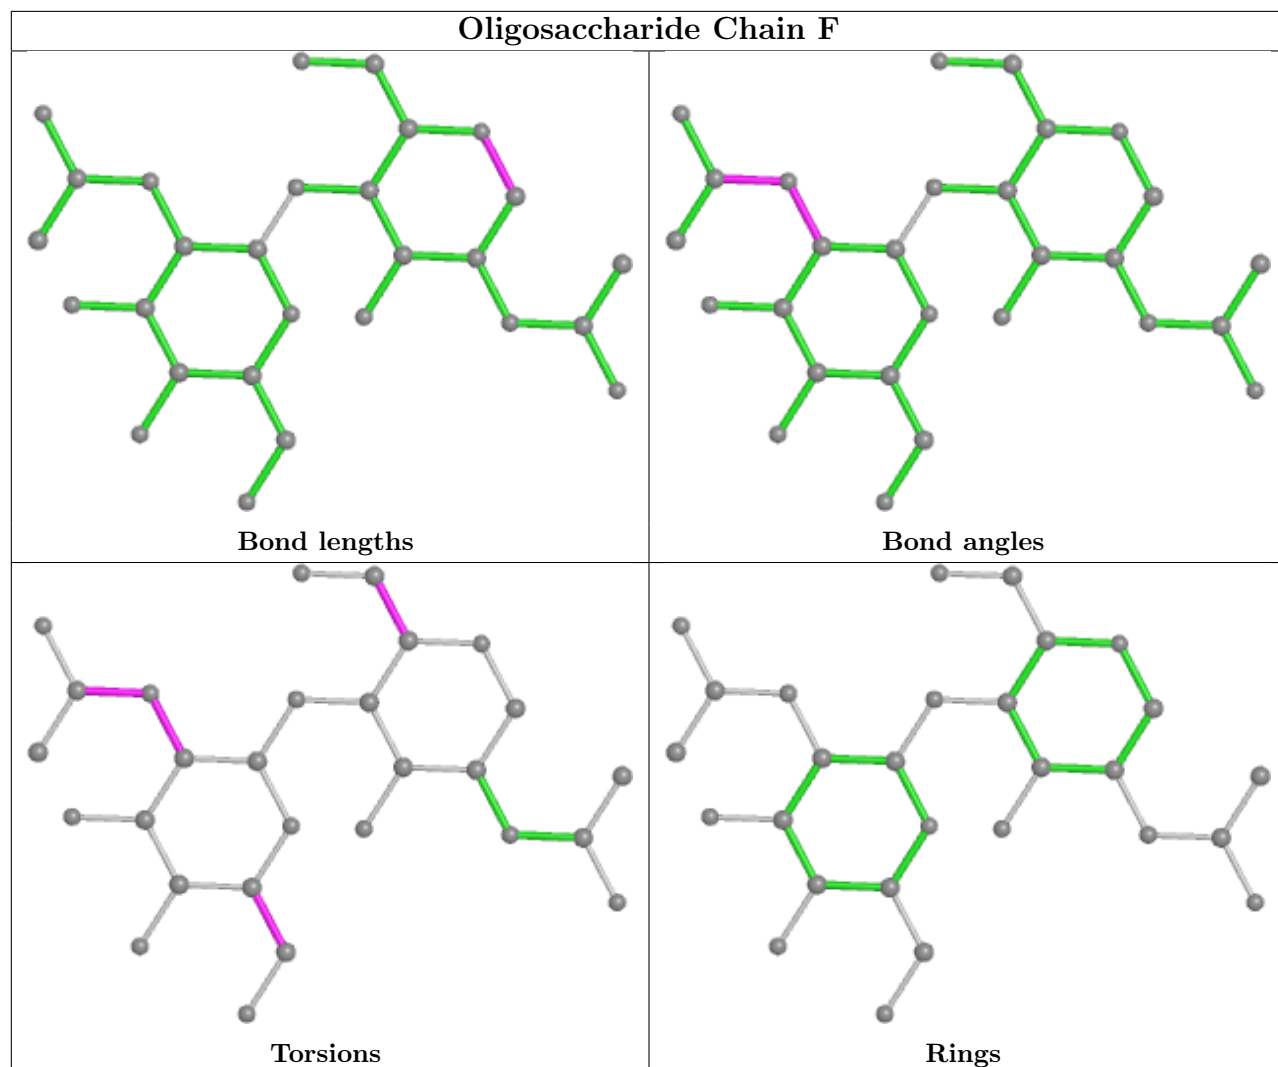 Oligosaccharide Chain F
Bond lengths
Bond angles
Torsions
Rings